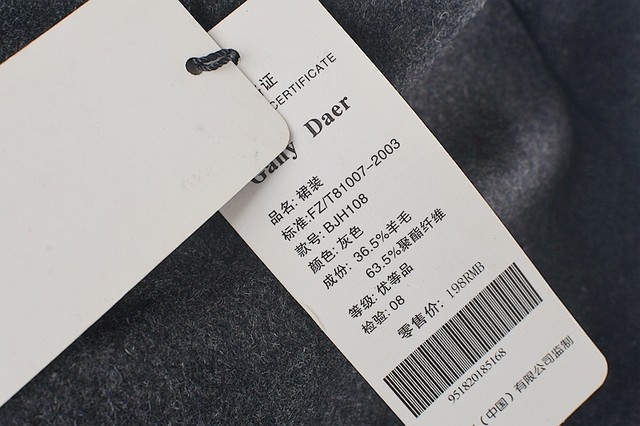 证
CERTIFICATE
Gany Daer
品名: 裙装
标准:FZ/T81007-2003
款号: BJH108
颜色: 灰色
成份: 36.5%羊毛
63.5%聚酯纤维
等级: 优等品
检验: 08
零售价: 198RMB
951820185168
(中国)有限公司监制